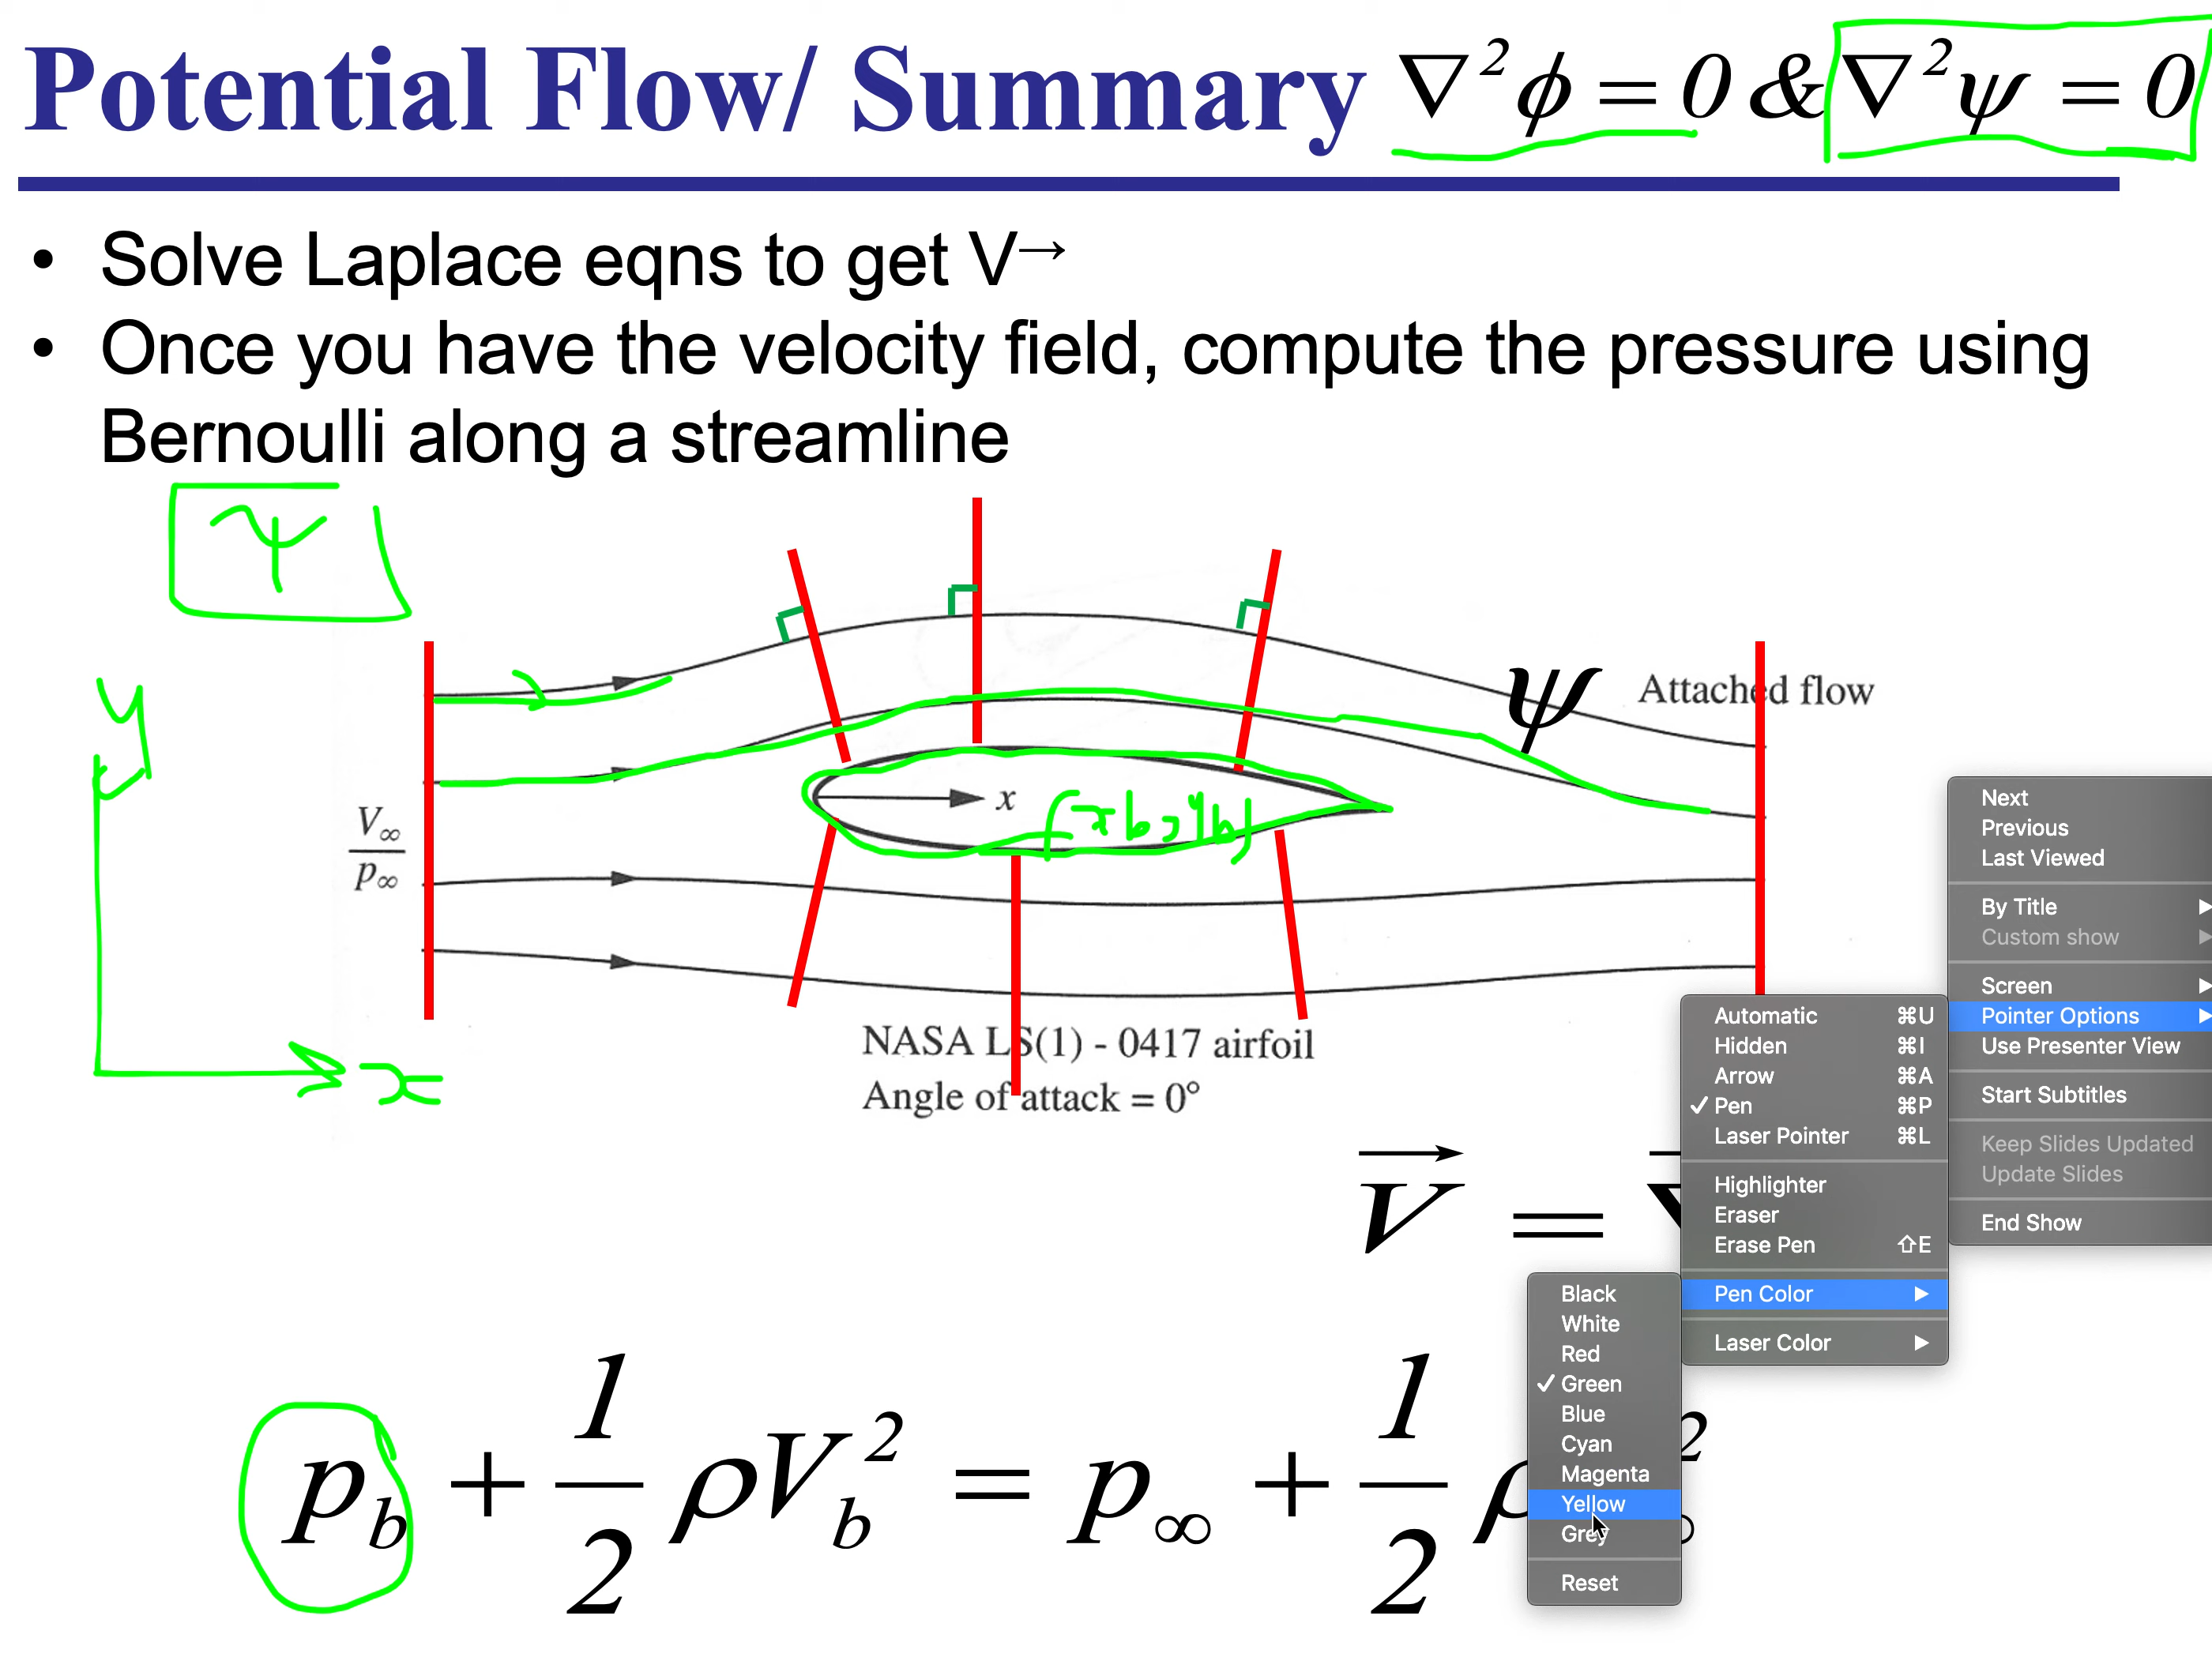 Potential Flow/ Summary ∇²ϕ = 0 & ∇²ψ = 0
• Solve Laplace eqns to get V→
• Once you have the velocity field, compute the pressure using
Bernoulli along a streamline
ψ
y
x
V∞
p∞
x
(xb, yb)
ψ
Attached flow
NASA LS(1) - 0417 airfoil
Angle of attack = 0°
V =
p_b + 1/2 ρV_b² = p_∞ + 1/2 ρ
2
Next
Previous
Last Viewed
By Title
Custom show
Screen
Pointer Options
Use Presenter View
Start Subtitles
Keep Slides Updated
Update Slides
End Show
Automatic ⌘U
Hidden ⌘I
Arrow ⌘A
✓ Pen ⌘P
Laser Pointer ⌘L
Highlighter
Eraser
Erase Pen ⇧E
Pen Color
Laser Color
Black
White
Red
✓ Green
Blue
Cyan
Magenta
Yellow
Grey
Reset